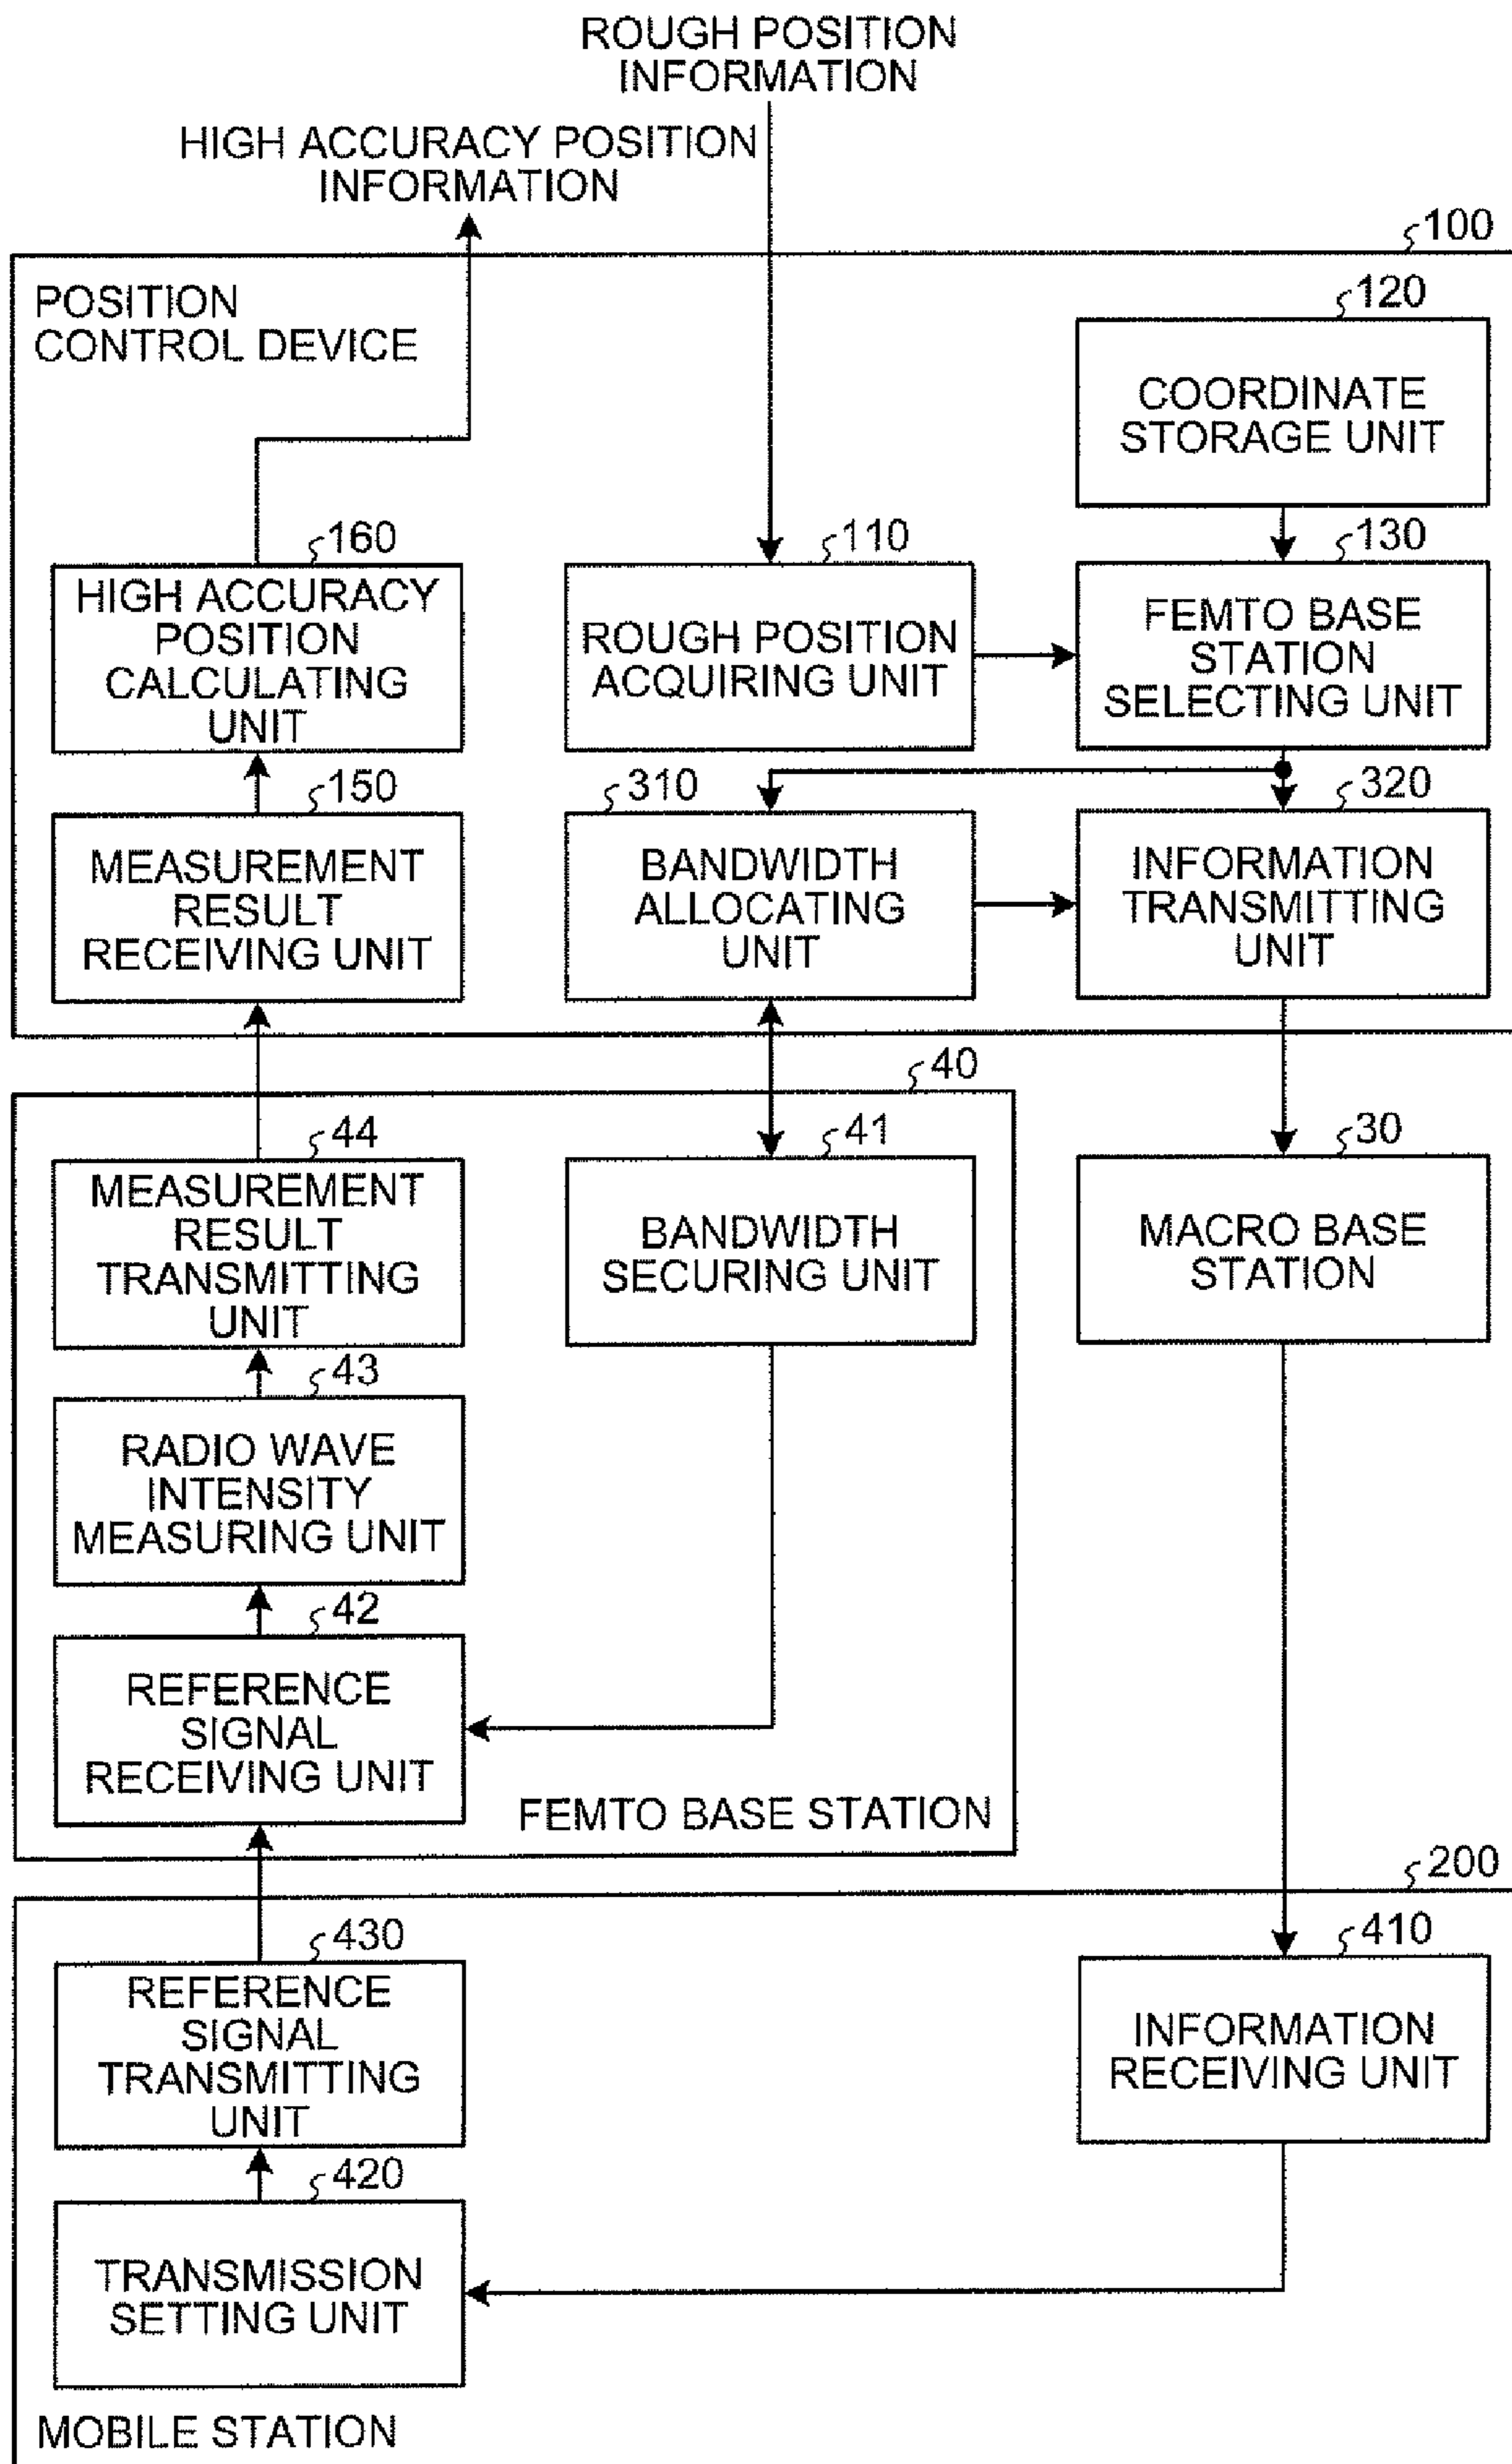 ROUGH POSITION
INFORMATION
HIGH ACCURACY POSITION
INFORMATION
100
POSITION
CONTROL DEVICE
120
COORDINATE
STORAGE UNIT
160
HIGH ACCURACY
POSITION
CALCULATING
UNIT
110
ROUGH POSITION
ACQUIRING UNIT
130
FEMTO BASE
STATION
SELECTING UNIT
150
MEASUREMENT
RESULT
RECEIVING UNIT
310
BANDWIDTH
ALLOCATING
UNIT
320
INFORMATION
TRANSMITTING
UNIT
40
44
MEASUREMENT
RESULT
TRANSMITTING
UNIT
41
BANDWIDTH
SECURING UNIT
30
MACRO BASE
STATION
43
RADIO WAVE
INTENSITY
MEASURING UNIT
42
REFERENCE
SIGNAL
RECEIVING UNIT
FEMTO BASE STATION
200
430
REFERENCE
SIGNAL
TRANSMITTING
UNIT
410
INFORMATION
RECEIVING UNIT
420
TRANSMISSION
SETTING UNIT
MOBILE STATION